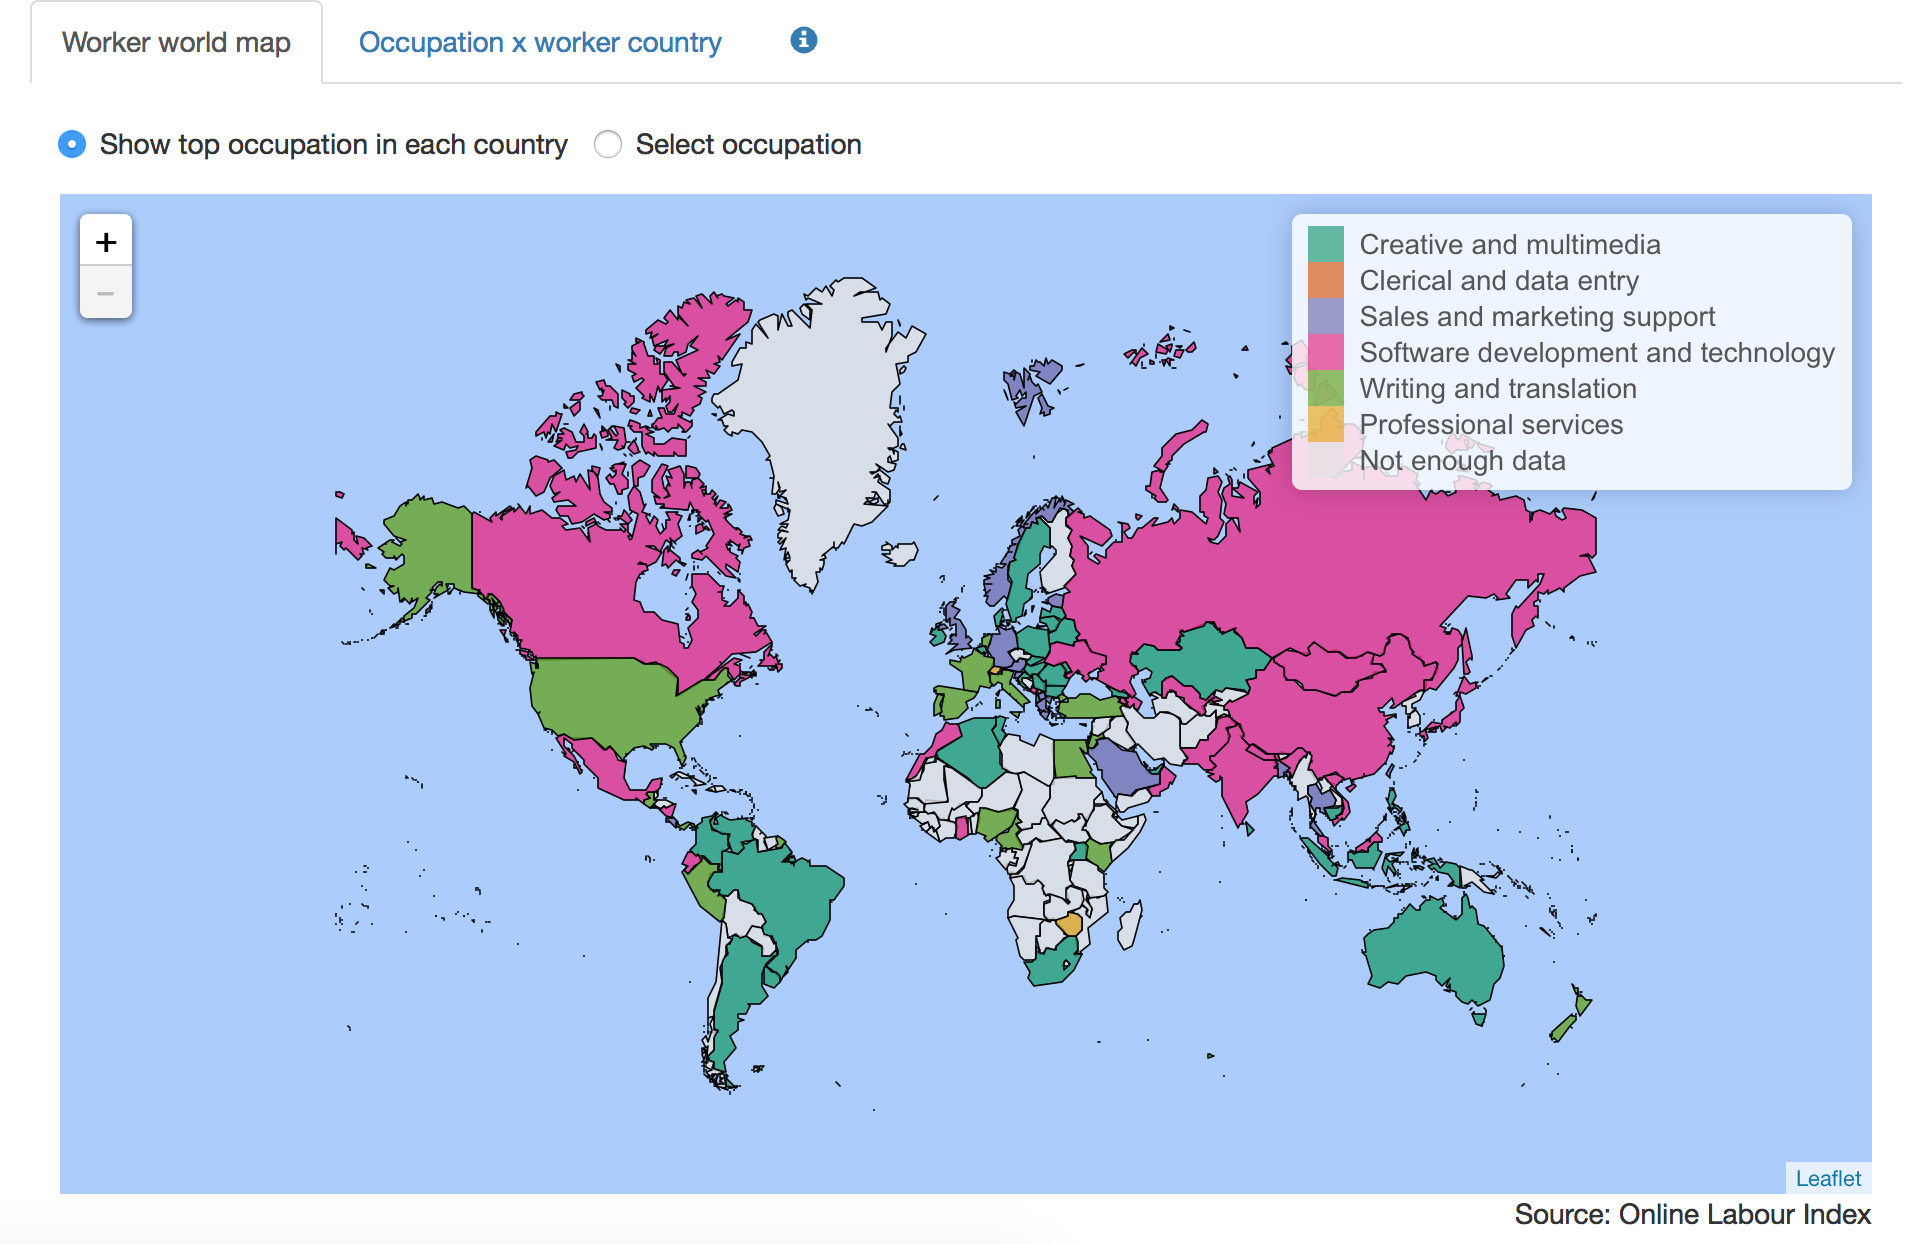 Worker world map
Occupation x worker country
Show top occupation in each country
Select occupation
+
−
Creative and multimedia
Clerical and data entry
Sales and marketing support
Software development and technology
Writing and translation
Professional services
Not enough data
Leaflet
Source: Online Labour Index